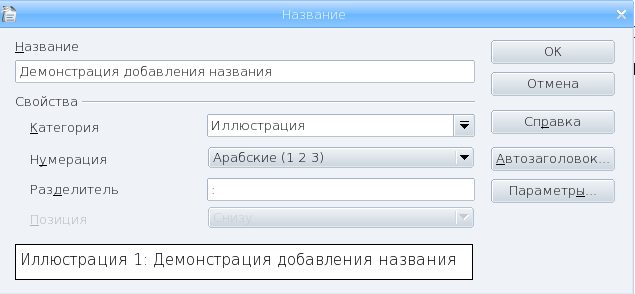 Название
Название
OK
Демонстрация добавления названия
Отмена
Свойства
Категория
Иллюстрация
Справка
Нумерация
Арабские (1 2 3)
Автозаголовок...
Разделитель
:
Параметры...
Позиция
Снизу
Иллюстрация 1: Демонстрация добавления названия